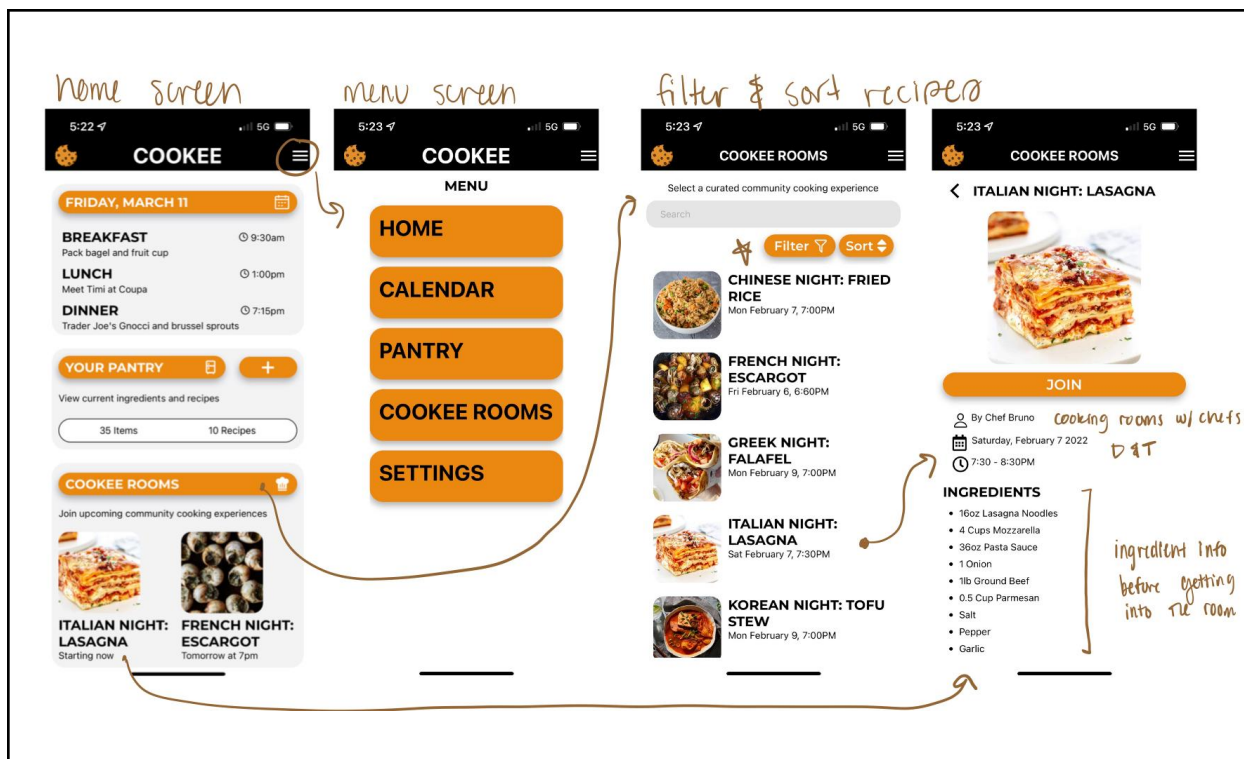 home screen
5:22
5G
COOKEE
FRIDAY, MARCH 11
BREAKFAST
9:30am
Pack bagel and fruit cup
LUNCH
1:00pm
Meet Timi at Coupa
DINNER
7:15pm
Trader Joe's Gnocci and brussel sprouts
YOUR PANTRY
+
View current ingredients and recipes
35 Items
10 Recipes
COOKEE ROOMS
Join upcoming community cooking experiences
ITALIAN NIGHT:
LASAGNA
Starting now
FRENCH NIGHT:
ESCARGOT
Tomorrow at 7pm
menu screen
5:23
5G
COOKEE
MENU
HOME
CALENDAR
PANTRY
COOKEE ROOMS
SETTINGS
filter & sort recipes
5:23
5G
COOKEE ROOMS
Select a curated community cooking experience
Search
Filter
Sort
CHINESE NIGHT: FRIED
RICE
Mon February 7, 7:00PM
FRENCH NIGHT:
ESCARGOT
Fri February 6, 6:60PM
GREEK NIGHT:
FALAFEL
Mon February 9, 7:00PM
ITALIAN NIGHT:
LASAGNA
Sat February 7, 7:30PM
KOREAN NIGHT: TOFU
STEW
Mon February 9, 7:00PM
5:23
5G
COOKEE ROOMS
ITALIAN NIGHT: LASAGNA
JOIN
By Chef Bruno
cooking rooms w/ chefs
Saturday, February 7 2022
D&T
7:30 - 8:30PM
INGREDIENTS
• 16oz Lasagna Noodles
• 4 Cups Mozzarella
• 36oz Pasta Sauce
• 1 Onion
• 1lb Ground Beef
• 0.5 Cup Parmesan
• Salt
• Pepper
• Garlic
ingredient info
before getting
into the room